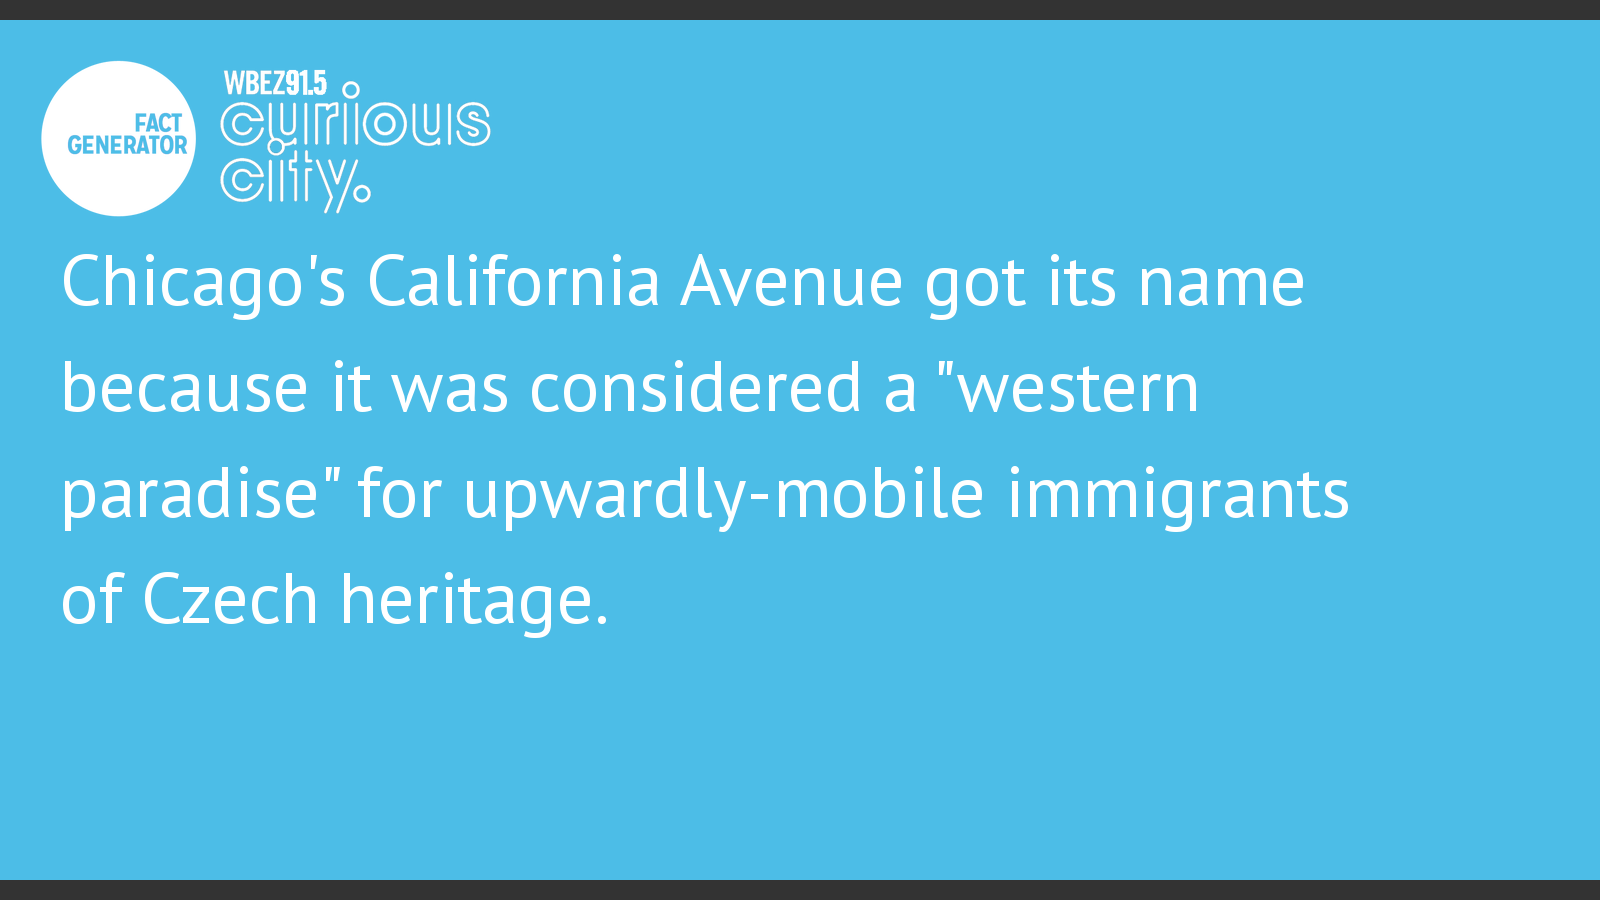 FACT
GENERATOR
WBEZ91.5
curious
city.
Chicago's California Avenue got its name
because it was considered a "western
paradise" for upwardly-mobile immigrants
of Czech heritage.